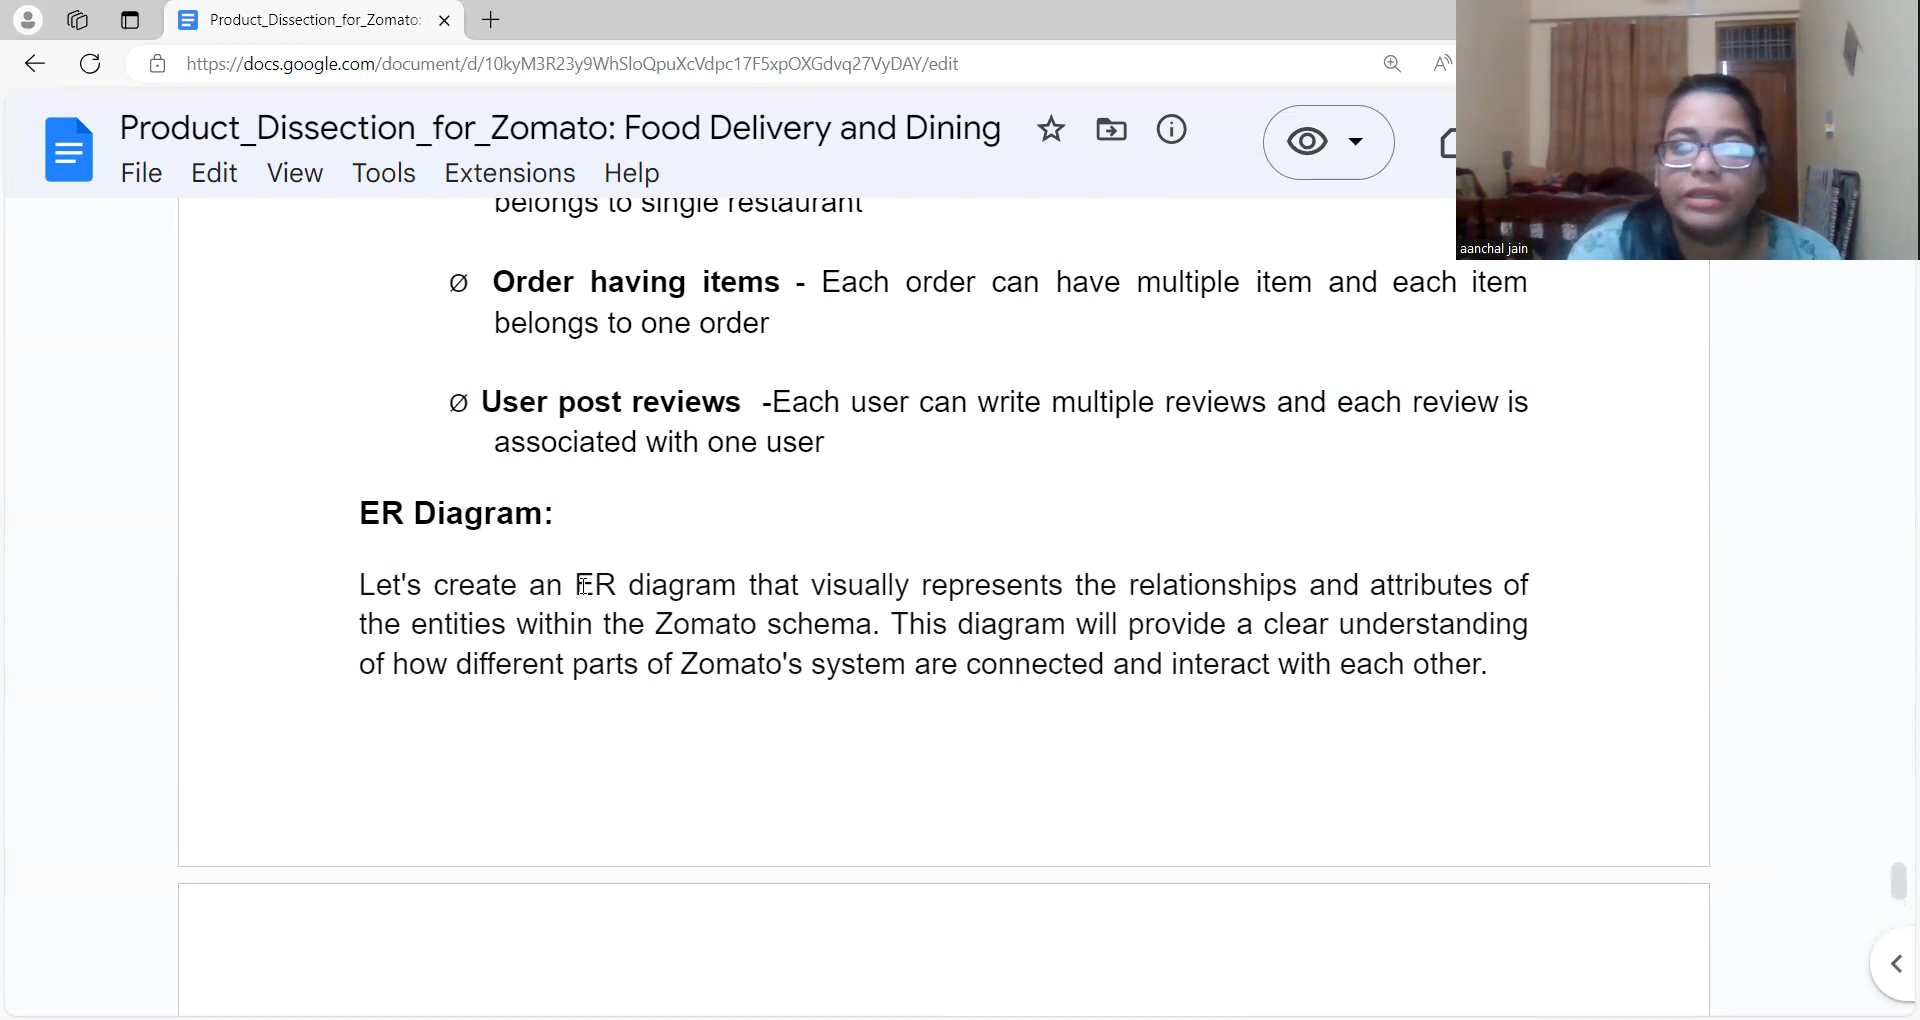 Product_Dissection_for_Zomato:
https://docs.google.com/document/d/10kyM3R23y9WhSloQpuXcVdpc17F5xpOXGdvq27VyDAY/edit
Product_Dissection_for_Zomato: Food Delivery and Dining
File Edit View Tools Extensions Help
aanchal jain
belongs to single restaurant
Ø Order having items - Each order can have multiple item and each item
belongs to one order
Ø User post reviews -Each user can write multiple reviews and each review is
associated with one user
ER Diagram:
Let's create an ER diagram that visually represents the relationships and attributes of
the entities within the Zomato schema. This diagram will provide a clear understanding
of how different parts of Zomato's system are connected and interact with each other.